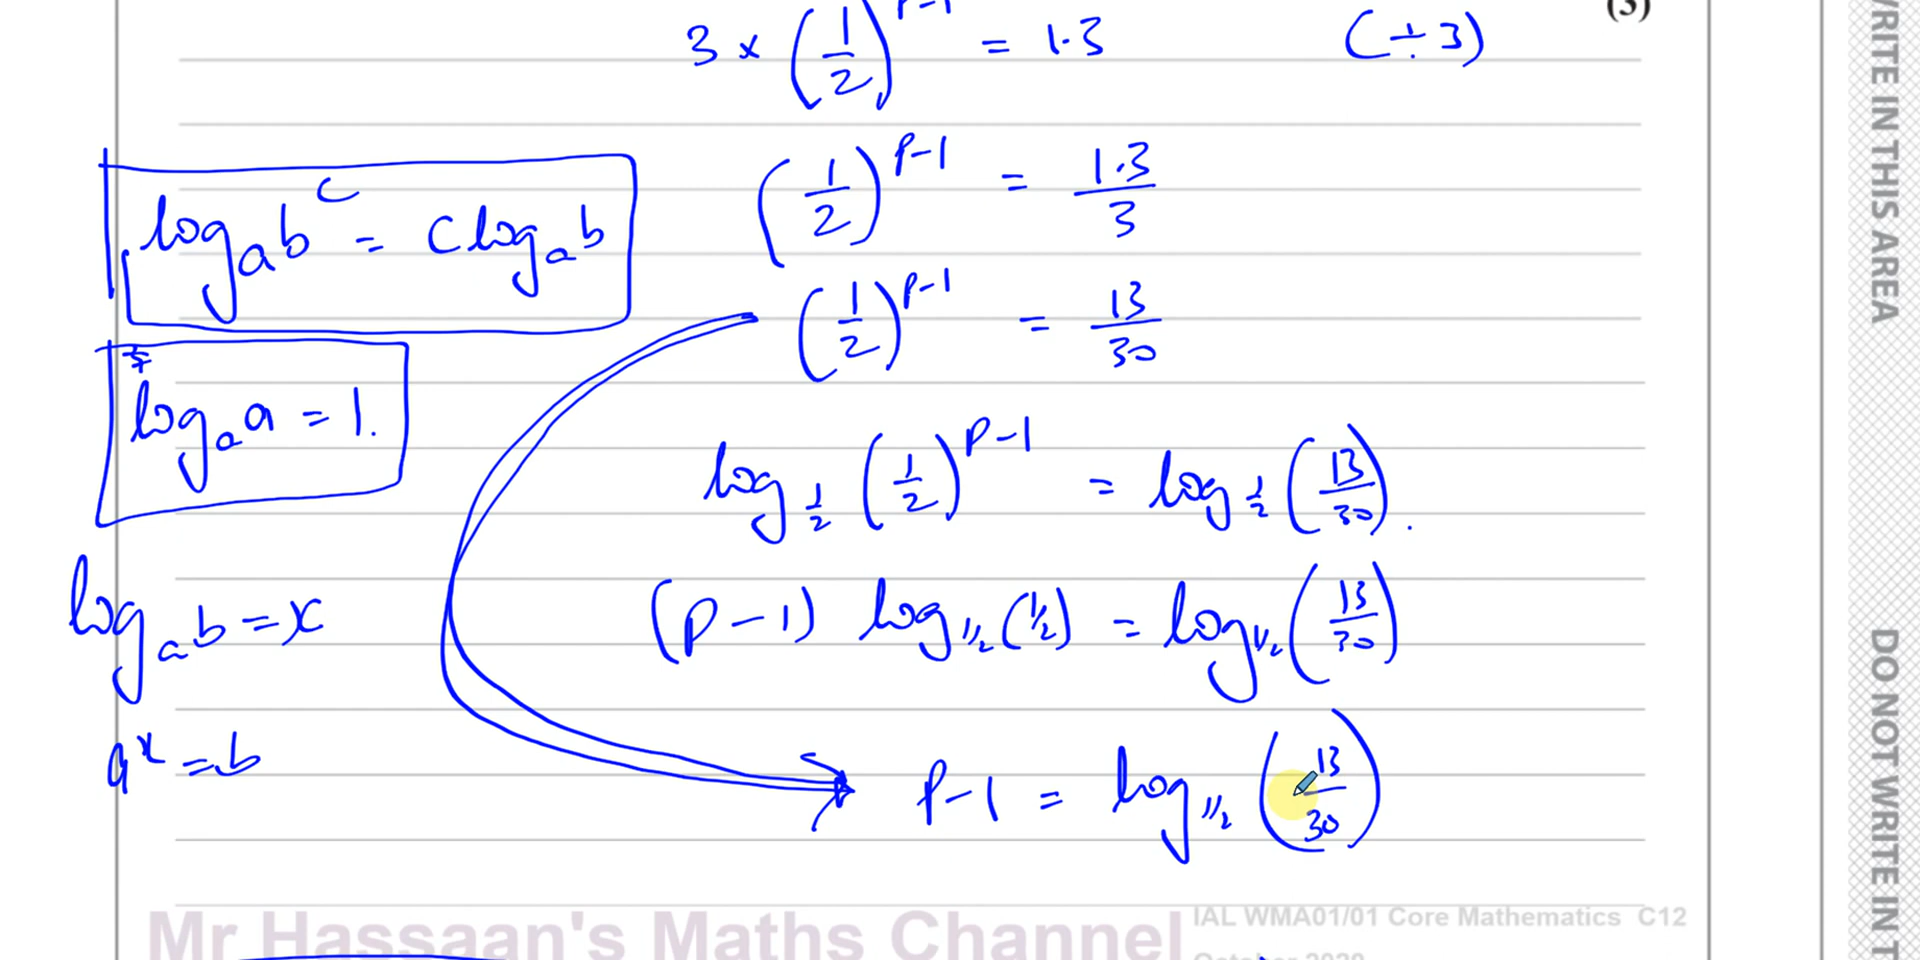 (3)
3 × (1/2)^(p-1) = 1.3 (÷3)
(1/2)^(p-1) = 1.3/3
log_a b^c = c log_a b
(1/2)^(p-1) = 13/30
log_a a = 1.
log_1/2 (1/2)^(p-1) = log_1/2 (13/30).
log_a b = x
(p-1) log_1/2 (1/2) = log_1/2 (13/30)
a^x = b
p-1 = log_1/2 (13/30)
Mr Hassaan's Maths Channel
IAL WMA01/01 Core Mathematics C12
October 2020
WRITE IN THIS AREA
DO NOT WRITE IN T